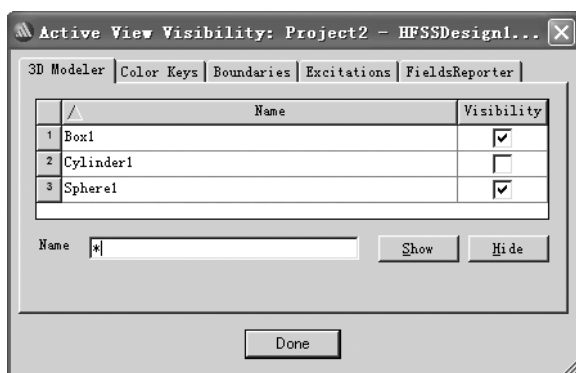 Active View Visibility: Project2 - HFSSDesign1...
3D Modeler Color Keys Boundaries Excitations FieldsReporter
Name Visibility
1 Box1
2 Cylinder1
3 Sphere1
Name * Show Hide
Done